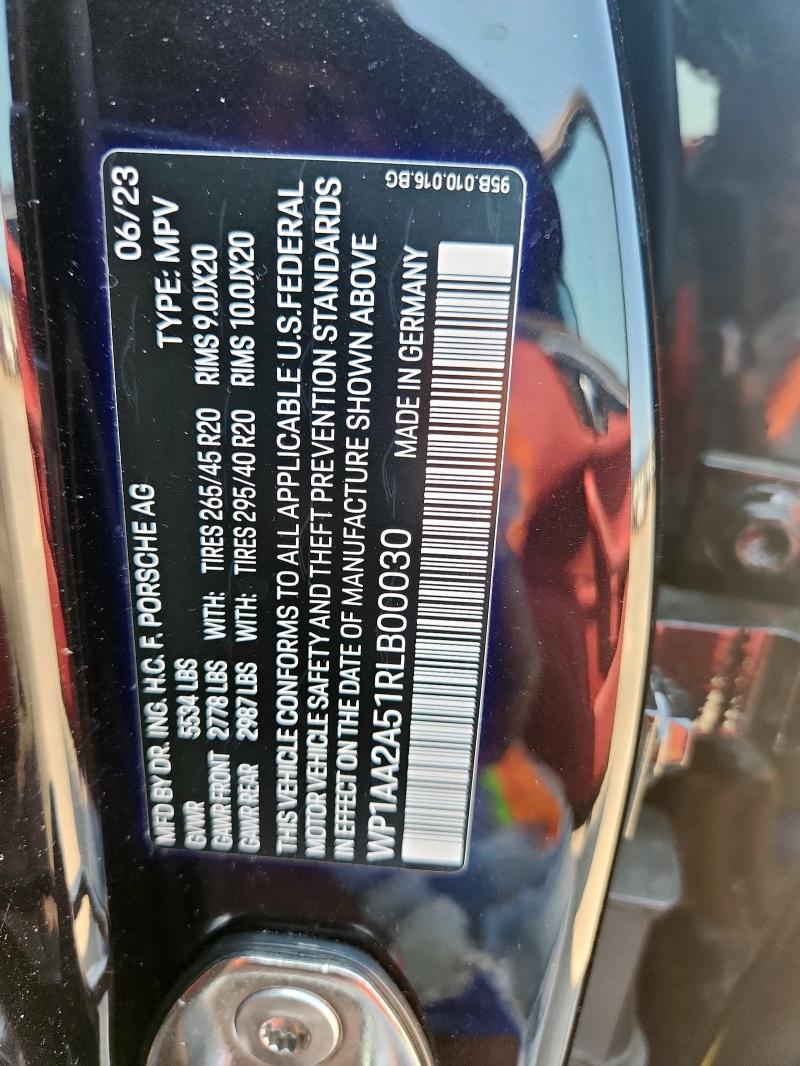 06/23
MFD BY DR. ING. H.C. F. PORSCHE AG TYPE: MPV
GVWR 5534 LBS
GAWR FRONT 2778 LBS WITH: TIRES 265/45 R20 RIMS 9.0JX20
GAWR REAR 2987 LBS WITH: TIRES 295/40 R20 RIMS 10.0JX20
THIS VEHICLE CONFORMS TO ALL APPLICABLE U.S. FEDERAL
MOTOR VEHICLE SAFETY AND THEFT PREVENTION STANDARDS
IN EFFECT ON THE DATE OF MANUFACTURE SHOWN ABOVE
WP1AA2A51RLB00030 MADE IN GERMANY
95B.010.016.BG